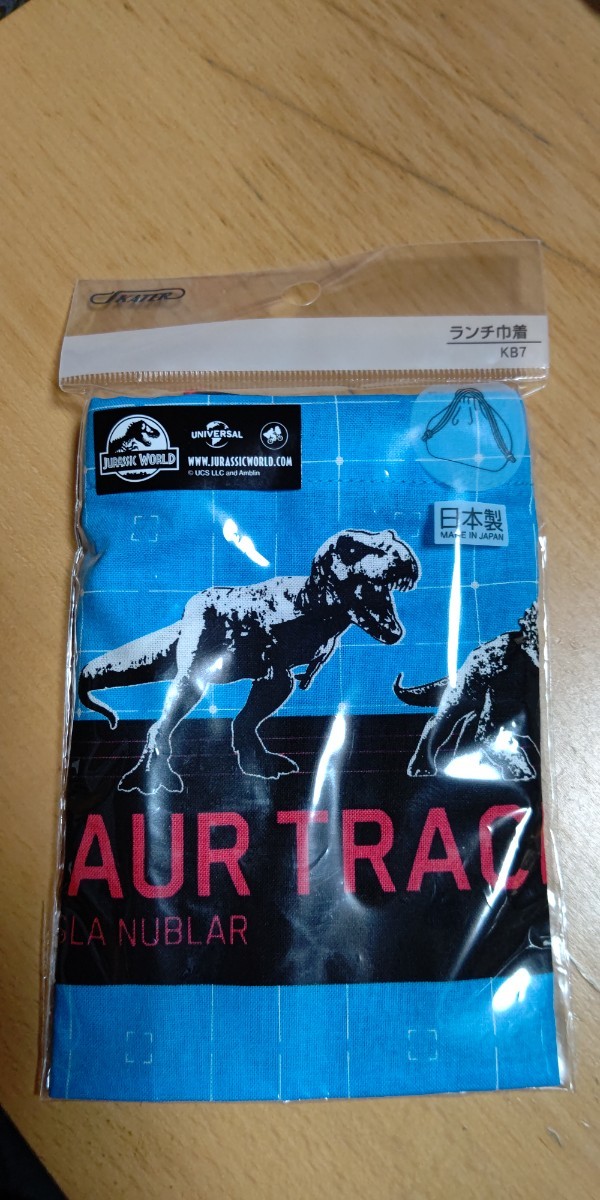 SKATER
ランチ巾着
KB7
JURASSIC WORLD
UNIVERSAL
WWW.JURASSICWORLD.COM
© UCS LLC and Amblin
日本製
MADE IN JAPAN
AUR TRAC
SLA NUBLAR